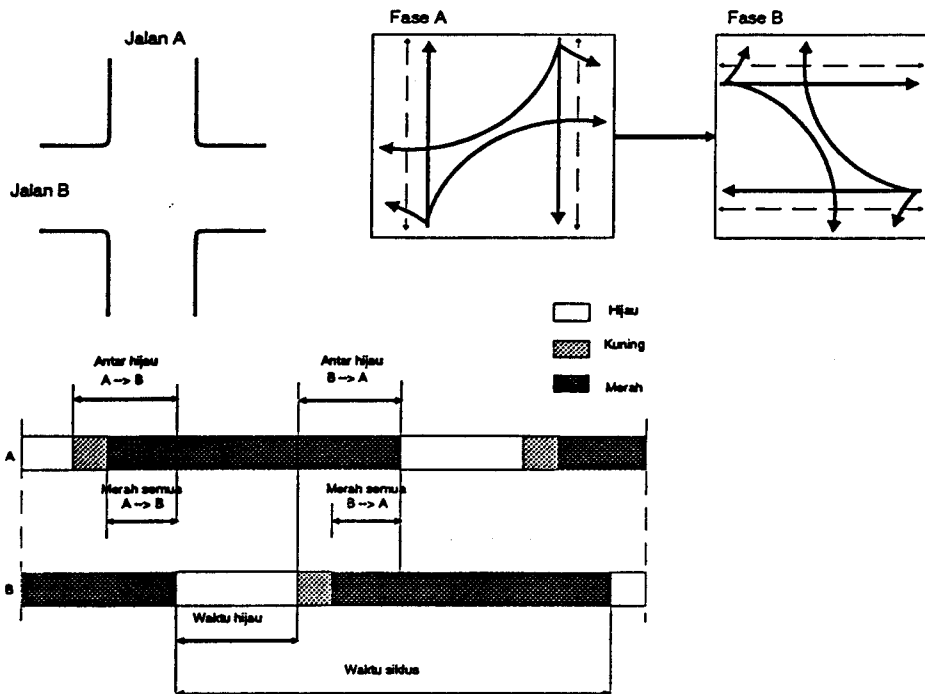 Fase A
Fase B
Jalan A
Jalan B
Hijau
Kuning
Merah
Antar hijau
A --> B
Antar hijau
B --> A
A
Merah semua
A --> B
Merah semua
B --> A
B
Waktu hijau
Waktu siklus